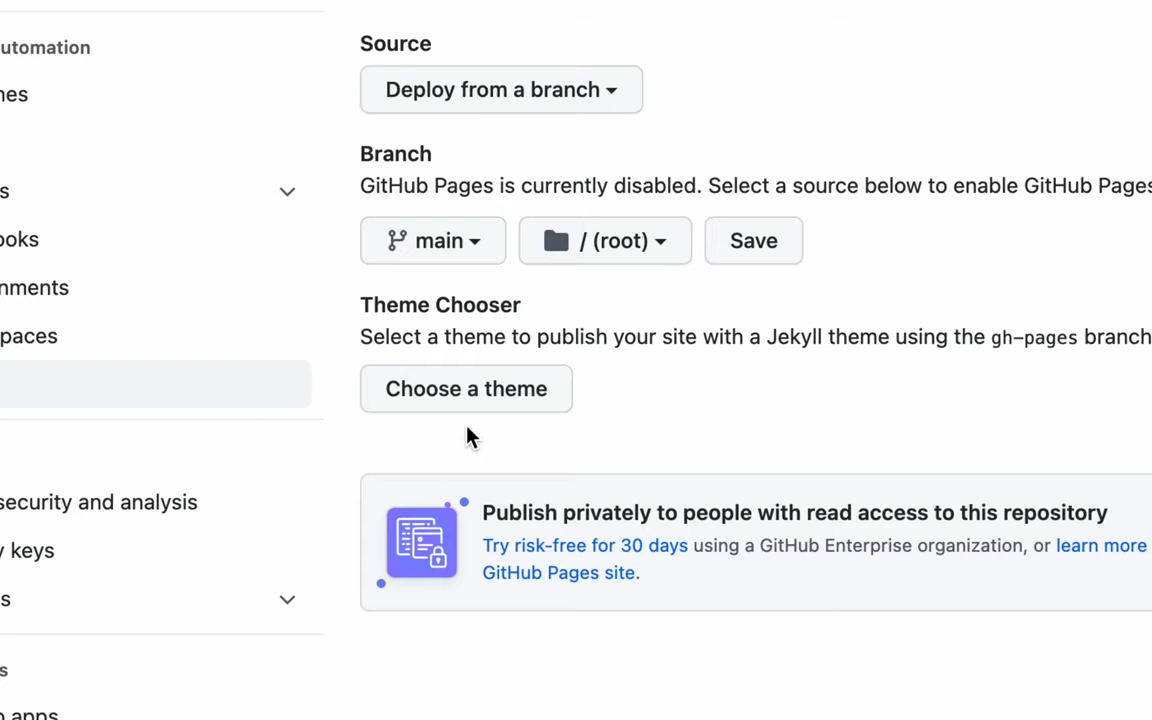 utomation
nes
s
ooks
nments
paces
security and analysis
y keys
s
s
o apps
Source
Deploy from a branch
Branch
GitHub Pages is currently disabled. Select a source below to enable GitHub Pages
main
/ (root)
Save
Theme Chooser
Select a theme to publish your site with a Jekyll theme using the gh-pages branch
Choose a theme
Publish privately to people with read access to this repository
Try risk-free for 30 days using a GitHub Enterprise organization, or learn more
GitHub Pages site.